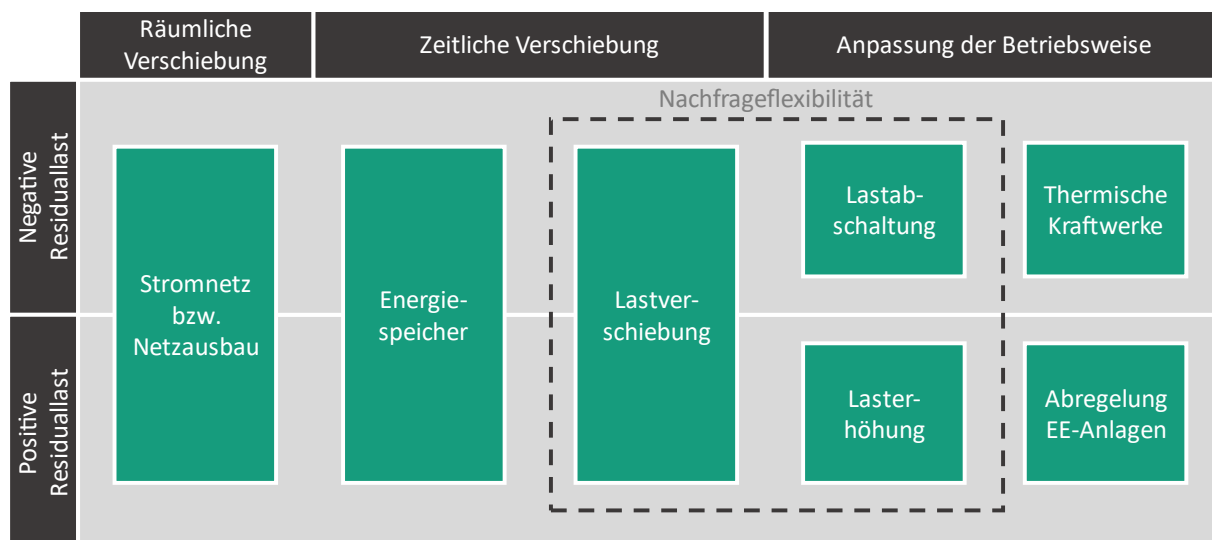 Räumliche
Verschiebung
Zeitliche Verschiebung
Anpassung der Betriebsweise
Negative
Residuallast
Nachfrageflexibilität
Stromnetz
bzw.
Netzausbau
Energie-
speicher
Lastver-
schiebung
Lastab-
schaltung
Thermische
Kraftwerke
Positive
Residuallast
Laster-
höhung
Abregelung
EE-Anlagen